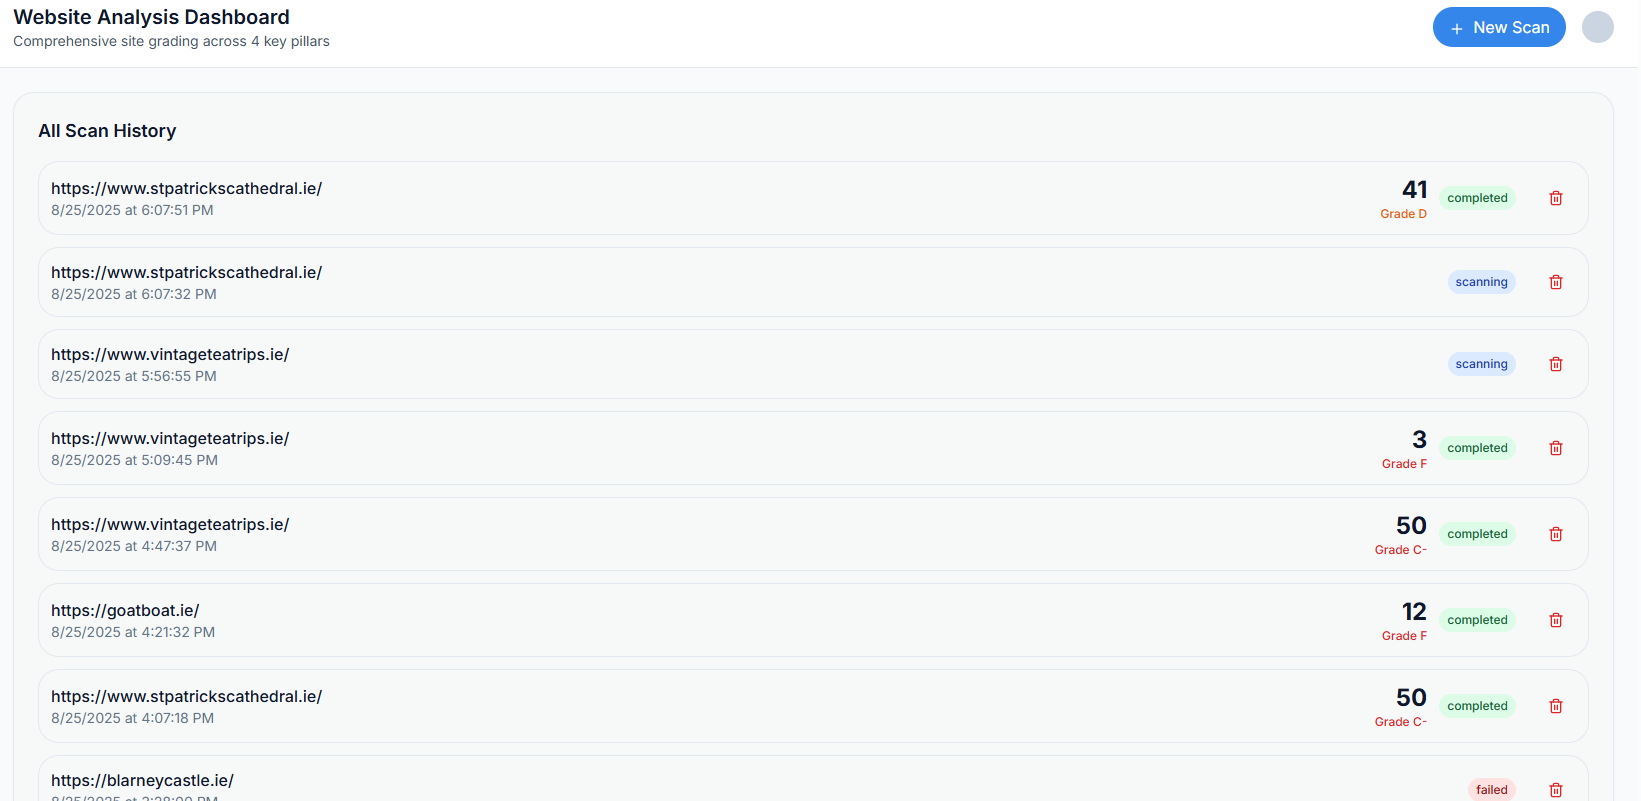 Website Analysis Dashboard
Comprehensive site grading across 4 key pillars
+ New Scan
All Scan History
https://www.stpatrickscathedral.ie/
8/25/2025 at 6:07:51 PM
41
Grade D
completed
https://www.stpatrickscathedral.ie/
8/25/2025 at 6:07:32 PM
scanning
https://www.vintageteatrips.ie/
8/25/2025 at 5:56:55 PM
scanning
https://www.vintageteatrips.ie/
8/25/2025 at 5:09:45 PM
3
Grade F
completed
https://www.vintageteatrips.ie/
8/25/2025 at 4:47:37 PM
50
Grade C-
completed
https://goatboat.ie/
8/25/2025 at 4:21:32 PM
12
Grade F
completed
https://www.stpatrickscathedral.ie/
8/25/2025 at 4:07:18 PM
50
Grade C-
completed
https://blarneycastle.ie/
8/25/2025 at PM
failed